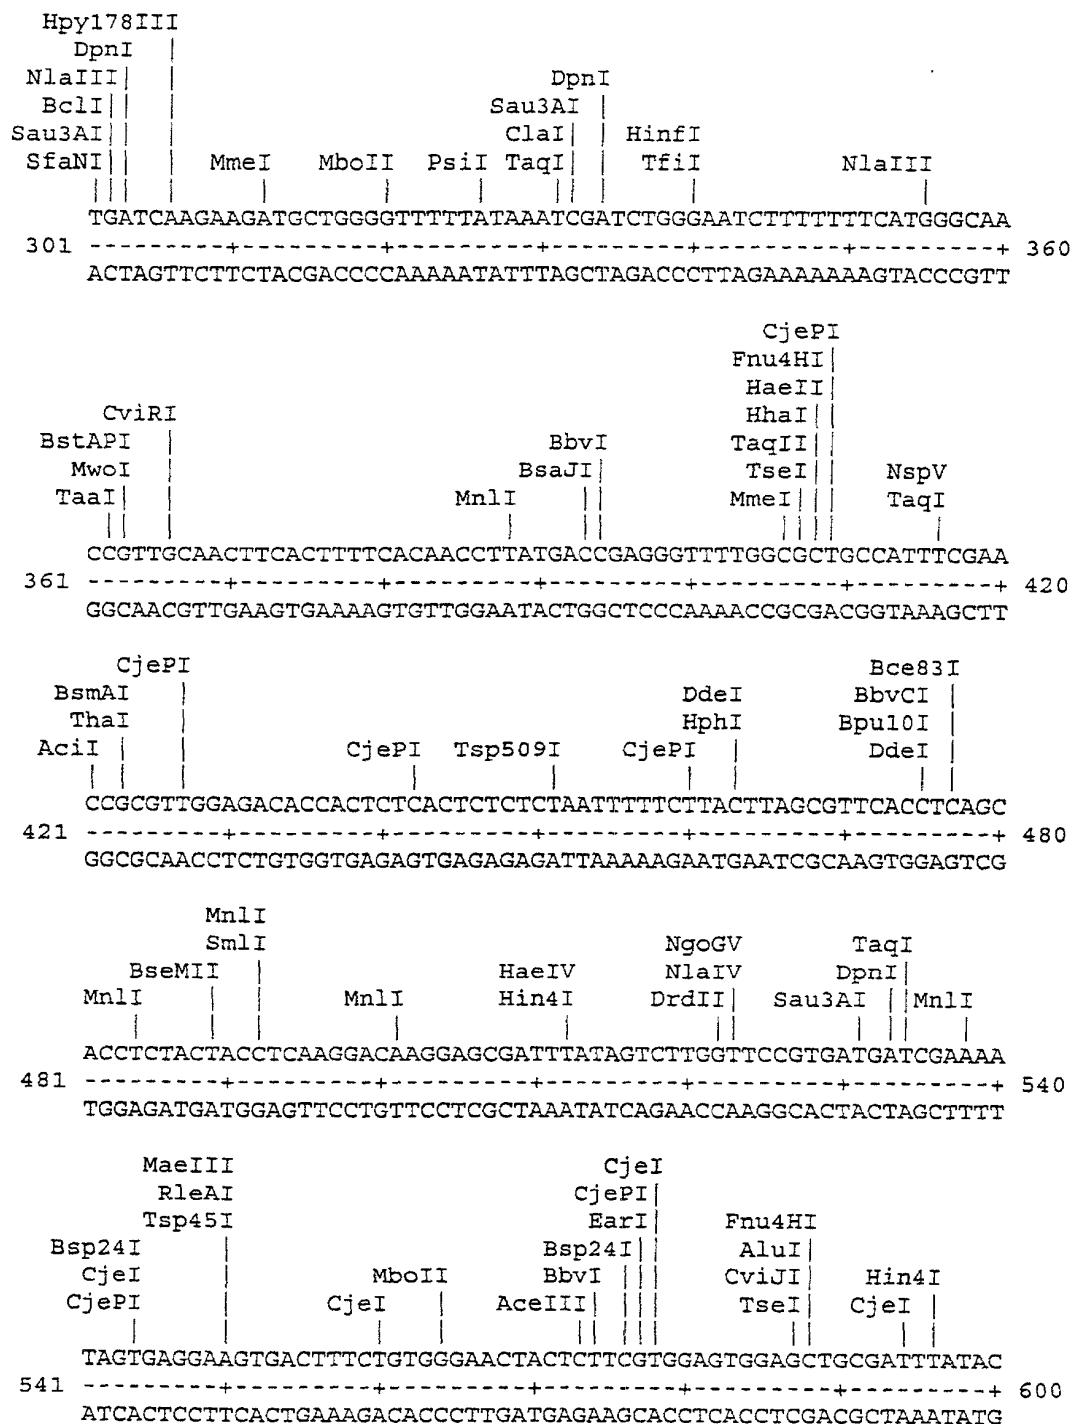 Hpy178III
DpnI
NlaIII
BclI DpnI
Sau3AI Sau3AI
SfaNI MmeI MboII PsiI ClaI TaqI HinfI TfiI NlaIII
TGATCAAGAAGATGCTGGGGTTTTTATAAATCGATCTGGGAATCTTTTTTTCATGGGCAA
301 ---------+---------+---------+---------+---------+---------+ 360
ACTAGTTCTTCTACGACCCCAAAAATATTTAGCTAGACCCTTAGAAAAAAAGTACCCGTT
CjePI
Fnu4HI
HaeII
CviRI HhaI
BstAPI BbvI TaqII
MwoI BsaJI TseI NspV
TaaI MnlI MmeI TaqI
CCGTTGCAACTTCACTTTTCACAACCTTATGACCGAGGGTTTTGGCGCTGCCATTTCGAA
361 ---------+---------+---------+---------+---------+---------+ 420
GGCAACGTTGAAGTGAAAAGTGTTGGAATACTGGCTCCCAAAACCGCGACGGTAAAGCTT
CjePI Bce83I
BsmAI DdeI BbvCI
ThaI HphI Bpu10I
AciI CjePI Tsp509I CjePI DdeI
CCGCGTTGGAGACACCACTCTCACTCTCTCTAATTTTTCTTACTTAGCGTTCACCTCAGC
421 ---------+---------+---------+---------+---------+---------+ 480
GGCGCAACCTCTGTGGTGAGAGTGAGAGAGATTAAAAAGAATGAATCGCAAGTGGAGTCG
MnlI
SmlI NgoGV TaqI
BseMII HaeIV NlaIV DpnI
MnlI MnlI Hin4I DrdII Sau3AI MnlI
ACCTCTACTACCTCAAGGACAAGGAGCGATTTATAGTCTTGGTTCCGTGATGATCGAAAA
481 ---------+---------+---------+---------+---------+---------+ 540
TGGAGATGATGGAGTTCCTGTTCCTCGCTAAATATCAGAACCAAGGCACTACTAGCTTTT
MaeIII CjeI
RleAI CjePI
Tsp45I EarI Fnu4HI
Bsp24I Bsp24I AluI
CjeI MboII BbvI CviJI Hin4I
CjePI CjeI AceIII TseI CjeI
TAGTGAGGAAGTGACTTTCTGTGGGAACTACTCTTCGTGGAGTGGAGCTGCGATTTATAC
541 ---------+---------+---------+---------+---------+---------+ 600
ATCACTCCTTCACTGAAAGACACCCTTGATGAGAAGCACCTCACCTCGACGCTAAATATG